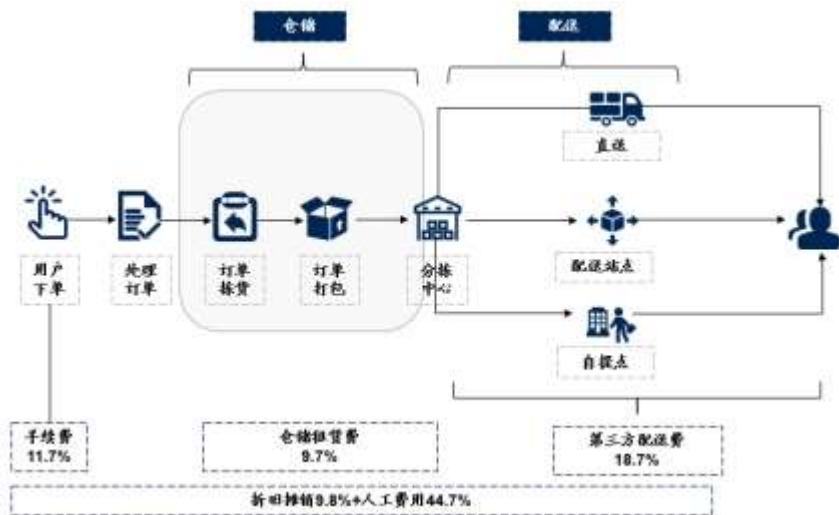 仓储
配送
直送
用户
下单
处理
订单
订单
拣货
订单
打包
分拣
中心
配送站点
自提点
手续费
11.7%
仓储租赁费
9.7%
第三方配送费
18.7%
折旧摊销9.8%+人工费用44.7%